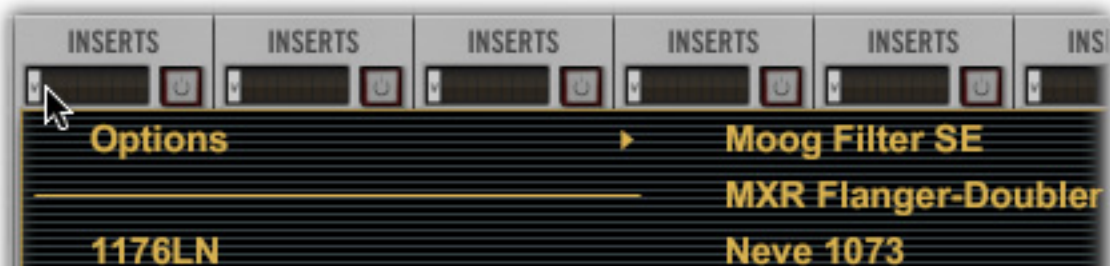 INSERTS INSERTS INSERTS INSERTS INSERTS
Options
1176LN
Moog Filter SE
MXR Flanger-Doubler
Neve 1073